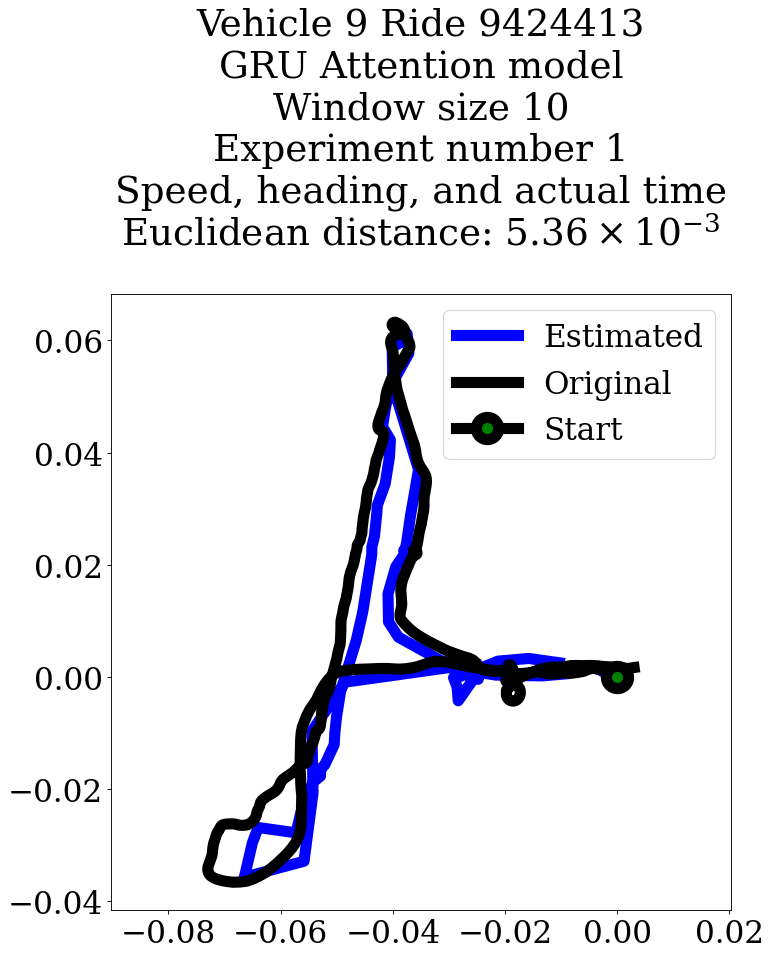 Vehicle 9 Ride 9424413
GRU Attention model
Window size 10
Experiment number 1
Speed, heading, and actual time
Euclidean distance: 5.36 × 10⁻³
Estimated
Original
Start
0.06
0.04
0.02
0.00
−0.02
−0.04
−0.08 −0.06 −0.04 −0.02 0.00 0.02